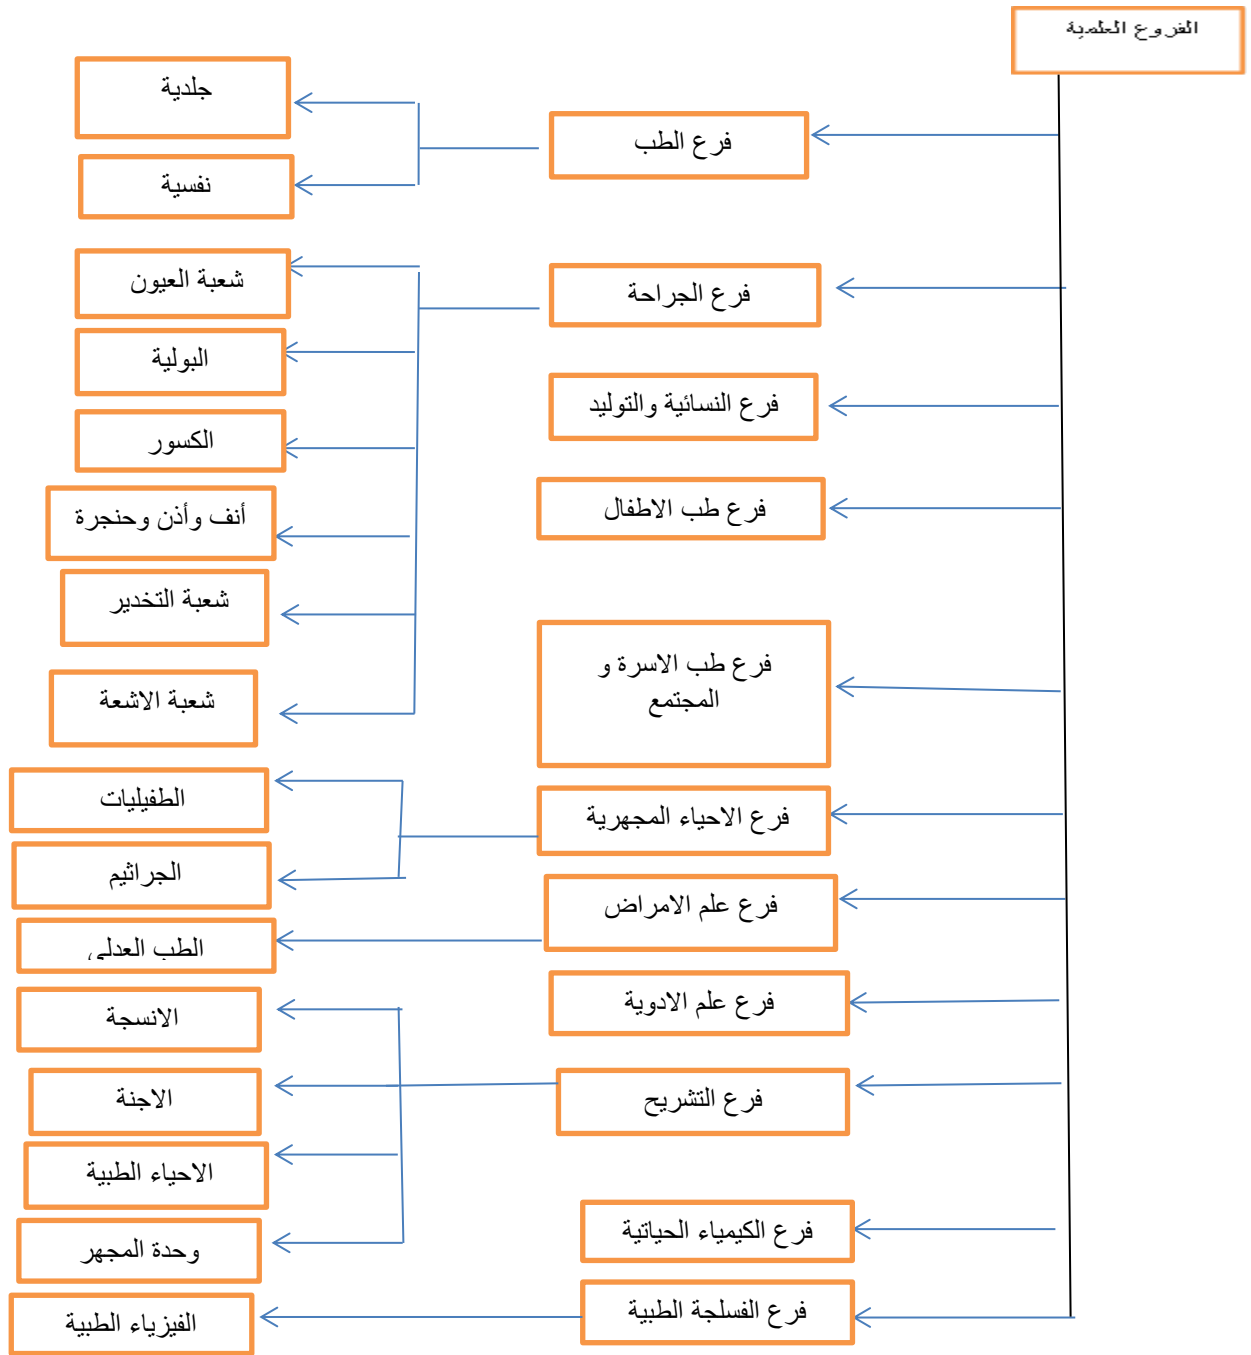 الفروع العلمية
فرع الطب
جلدية
نفسية
فرع الجراحة
شعبة العيون
البولية
الكسور
أنف وأذن وحنجرة
شعبة التخدير
شعبة الاشعة
فرع النسائية والتوليد
فرع طب الاطفال
فرع طب الاسرة و
المجتمع
فرع الاحياء المجهرية
الطفيليات
الجراثيم
فرع علم الامراض
الطب العدلي
فرع علم الادوية
فرع التشريح
الانسجة
الاجنة
الاحياء الطبية
وحدة المجهر
فرع الكيمياء الحياتية
فرع الفسلجة الطبية
الفيزياء الطبية